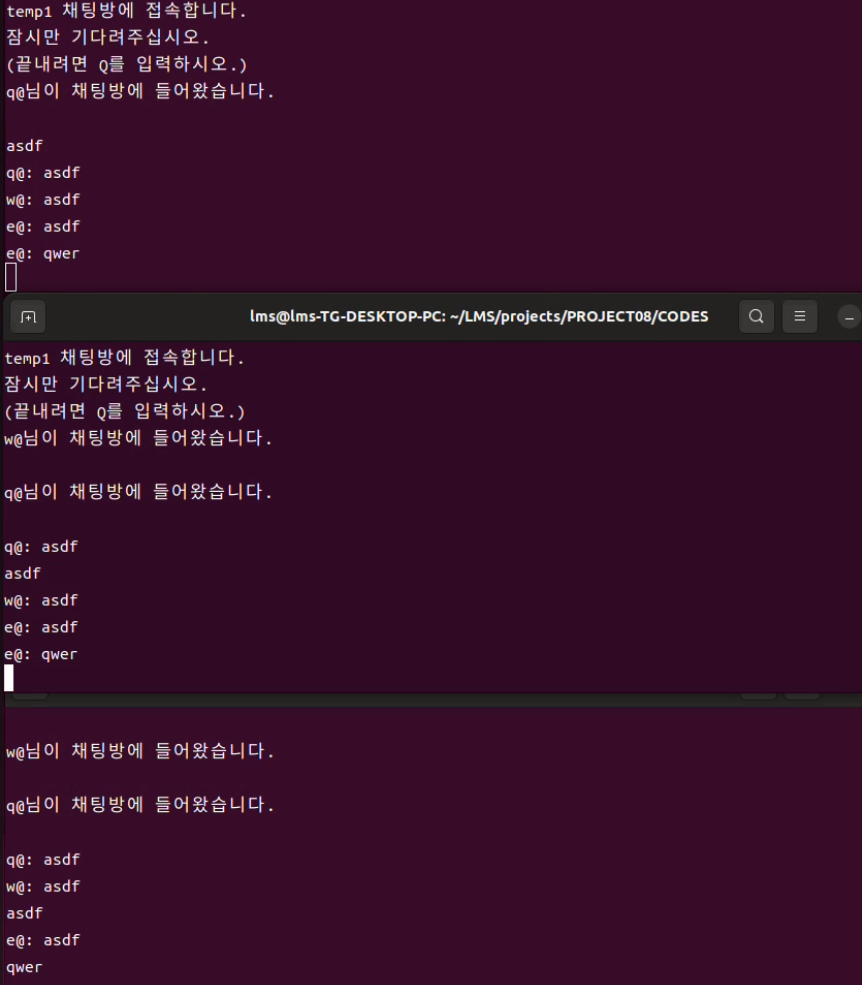 temp1 채팅방에 접속합니다.
잠시만 기다려주십시오.
(끝내려면 Q를 입력하시오.)
q@님이 채팅방에 들어왔습니다.
asdf
q@: asdf
w@: asdf
e@: asdf
e@: qwer
lms@lms-TG-DESKTOP-PC: ~/LMS/projects/PROJECT08/CODES
temp1 채팅방에 접속합니다.
잠시만 기다려주십시오.
(끝내려면 Q를 입력하시오.)
w@님이 채팅방에 들어왔습니다.
q@님이 채팅방에 들어왔습니다.
q@: asdf
asdf
w@: asdf
e@: asdf
e@: qwer
w@님이 채팅방에 들어왔습니다.
q@님이 채팅방에 들어왔습니다.
q@: asdf
w@: asdf
asdf
e@: asdf
qwer